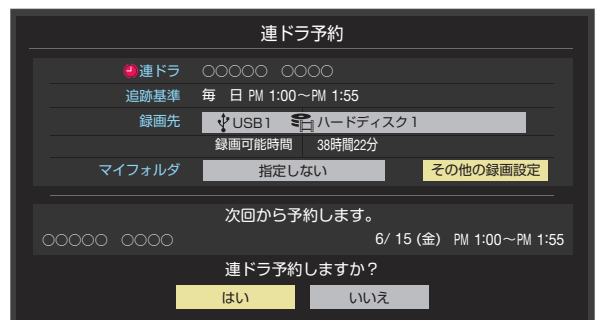 連ドラ予約
連ドラ ○○○○○ ○○○○
追跡基準 毎 日 PM 1:00～PM 1:55
録画先 USB1 ハードディスク1
録画可能時間 38時間22分
マイフォルダ 指定しない その他の録画設定
次回から予約します。
○○○○○ ○○○○ 6/ 15 (金) PM 1:00～PM 1:55
連ドラ予約しますか？
はい いいえ